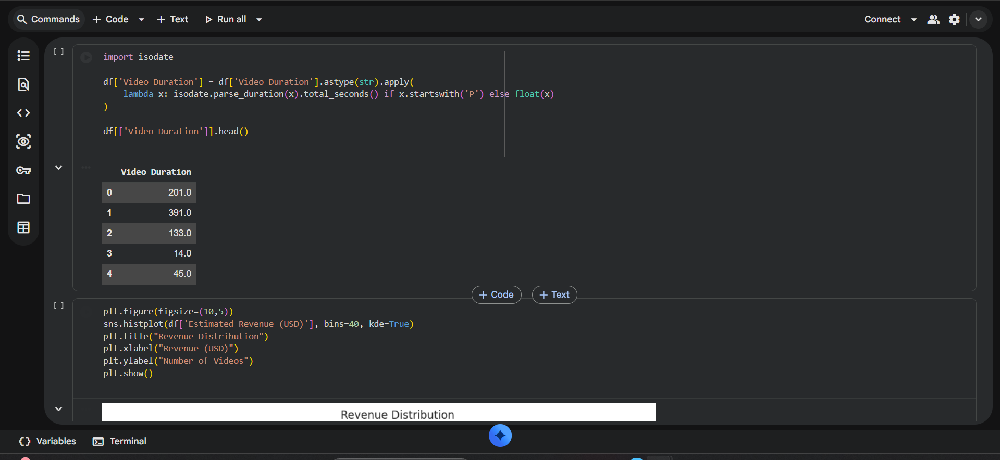 Commands + Code + Text Run all Connect
[ ]
import isodate
df['Video Duration'] = df['Video Duration'].astype(str).apply(
    lambda x: isodate.parse_duration(x).total_seconds() if x.startswith('P') else float(x)
)
df[['Video Duration']].head()
Video Duration
0 201.0
1 391.0
2 133.0
3 14.0
4 45.0
+ Code + Text
[ ]
plt.figure(figsize=(10,5))
sns.histplot(df['Estimated Revenue (USD)'], bins=40, kde=True)
plt.title("Revenue Distribution")
plt.xlabel("Revenue (USD)")
plt.ylabel("Number of Videos")
plt.show()
Revenue Distribution
{} Variables Terminal